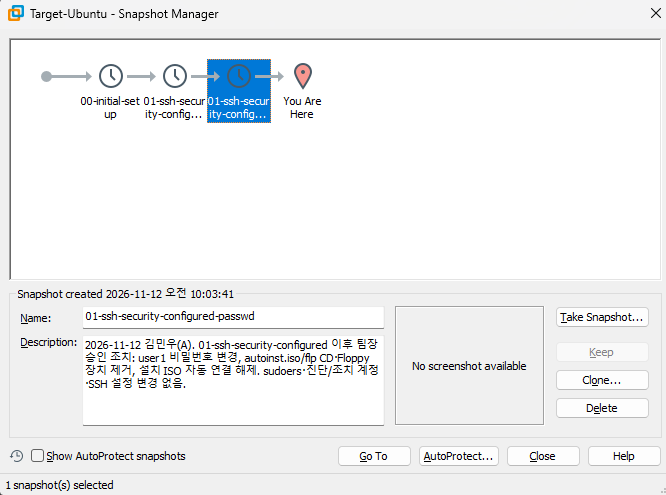 Target-Ubuntu - Snapshot Manager
00-initial-set
up
01-ssh-secur
ity-config...
01-ssh-secur
ity-config...
You Are
Here
Snapshot created 2026-11-12 오전 10:03:41
Name:
01-ssh-security-configured-passwd
Description:
2026-11-12 김민우(A). 01-ssh-security-configured 이후 팀장
승인 조치: user1 비밀번호 변경, autoinst.iso/flp CD·Floppy
장치 제거, 설치 ISO 자동 연결 해제. sudoers·진단/조치 계정
·SSH 설정 변경 없음.
No screenshot available
Take Snapshot...
Keep
Clone...
Delete
Show AutoProtect snapshots
Go To
AutoProtect...
Close
Help
1 snapshot(s) selected